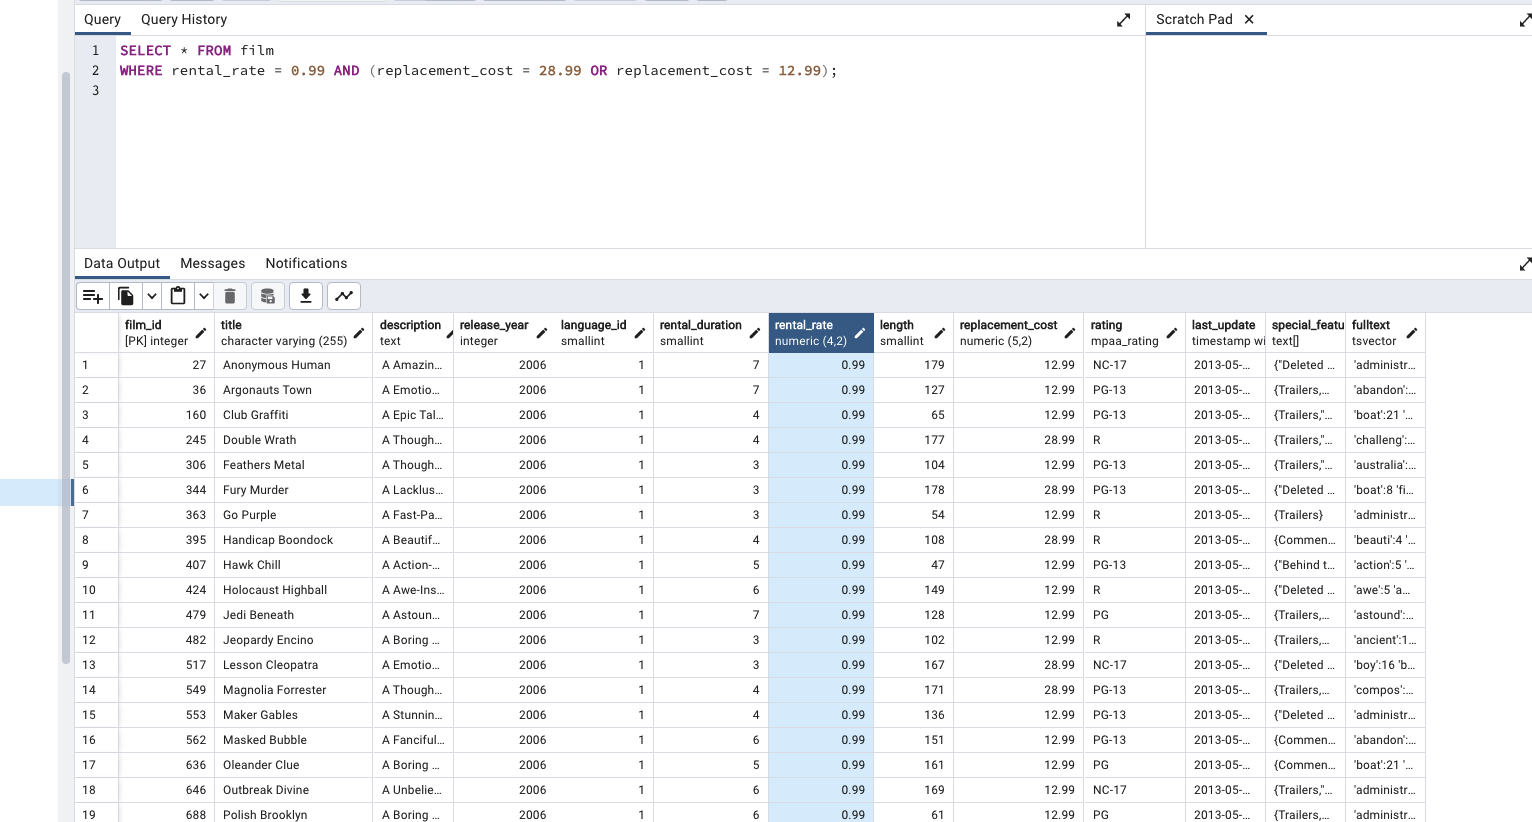 Query Query History Scratch Pad ×
1 SELECT * FROM film
2 WHERE rental_rate = 0.99 AND (replacement_cost = 28.99 OR replacement_cost = 12.99);
3
Data Output Messages Notifications
film_id title description release_year language_id rental_duration rental_rate length replacement_cost rating last_update special_featu fulltext
[PK] integer character varying (255) text integer smallint smallint numeric (4,2) smallint numeric (5,2) mpaa_rating timestamp wi text[] tsvector
1 27 Anonymous Human A Amazin... 2006 1 7 0.99 179 12.99 NC-17 2013-05-... {"Deleted ... 'administr...
2 36 Argonauts Town A Emotio... 2006 1 7 0.99 127 12.99 PG-13 2013-05-... {Trailers,... 'abandon':...
3 160 Club Graffiti A Epic Tal... 2006 1 4 0.99 65 12.99 PG-13 2013-05-... {Trailers,"... 'boat':21 '...
4 245 Double Wrath A Though... 2006 1 4 0.99 177 28.99 R 2013-05-... {Trailers,"... 'challeng':...
5 306 Feathers Metal A Though... 2006 1 3 0.99 104 12.99 PG-13 2013-05-... {Trailers,"... 'australia':...
6 344 Fury Murder A Lacklus... 2006 1 3 0.99 178 28.99 PG-13 2013-05-... {"Deleted ... 'boat':8 'fi...
7 363 Go Purple A Fast-Pa... 2006 1 3 0.99 54 12.99 R 2013-05-... {Trailers} 'administr...
8 395 Handicap Boondock A Beautif... 2006 1 4 0.99 108 28.99 R 2013-05-... {Commen... 'beauti':4 '...
9 407 Hawk Chill A Action-... 2006 1 5 0.99 47 12.99 PG-13 2013-05-... {"Behind t... 'action':5 '...
10 424 Holocaust Highball A Awe-Ins... 2006 1 6 0.99 149 12.99 R 2013-05-... {"Deleted ... 'awe':5 'a...
11 479 Jedi Beneath A Astoun... 2006 1 7 0.99 128 12.99 PG 2013-05-... {Trailers,... 'astound':...
12 482 Jeopardy Encino A Boring ... 2006 1 3 0.99 102 12.99 R 2013-05-... {Trailers,... 'ancient':1...
13 517 Lesson Cleopatra A Emotio... 2006 1 3 0.99 167 28.99 NC-17 2013-05-... {"Deleted ... 'boy':16 'b...
14 549 Magnolia Forrester A Though... 2006 1 4 0.99 171 28.99 PG-13 2013-05-... {Trailers,... 'compos':...
15 553 Maker Gables A Stunnin... 2006 1 4 0.99 136 12.99 PG-13 2013-05-... {"Deleted ... 'administr...
16 562 Masked Bubble A Fanciful... 2006 1 6 0.99 151 12.99 PG-13 2013-05-... {Commen... 'abandon':...
17 636 Oleander Clue A Boring ... 2006 1 5 0.99 161 12.99 PG 2013-05-... {Commen... 'boat':21 '...
18 646 Outbreak Divine A Unbelie... 2006 1 6 0.99 169 12.99 NC-17 2013-05-... {Trailers,"... 'administr...
19 688 Polish Brooklyn A Boring ... 2006 1 6 0.99 61 12.99 PG 2013-05-... {Trailers,... 'administr...